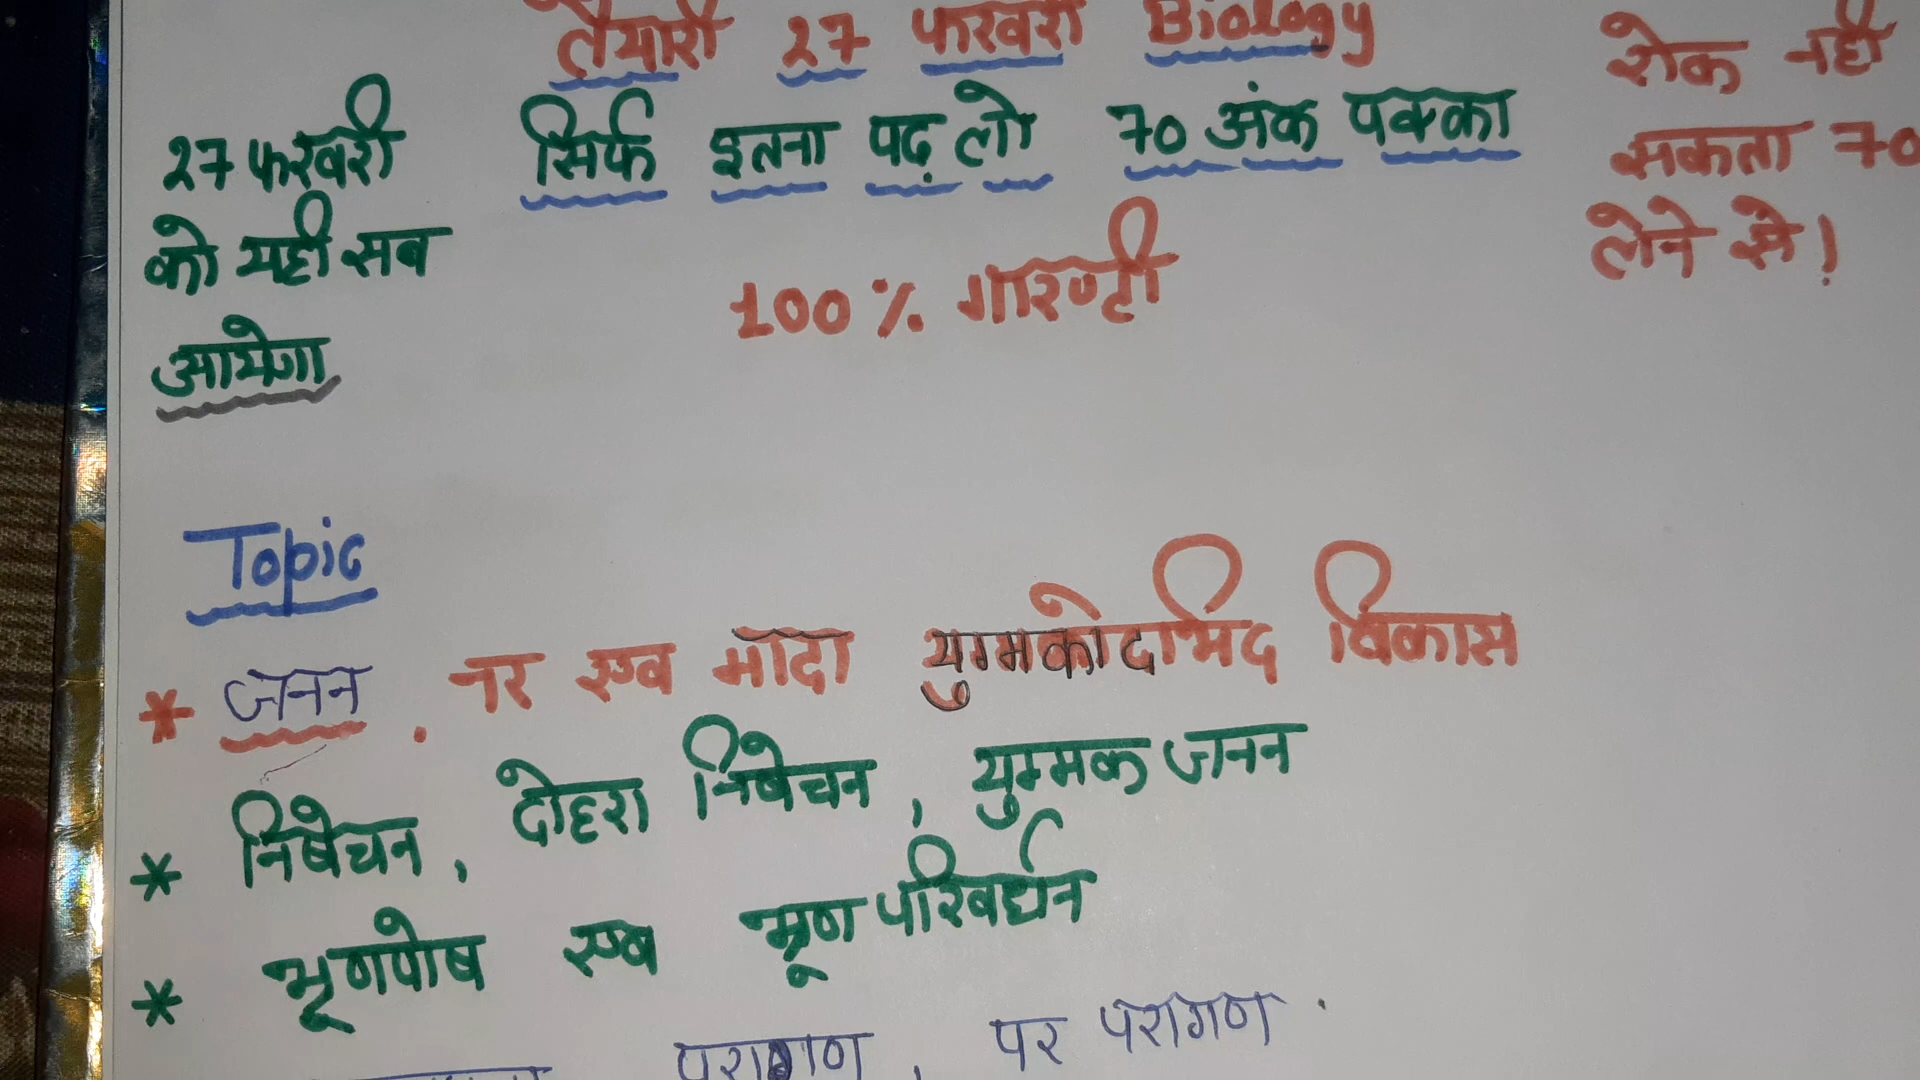 तैयारी 27 फरवरी Biology
सिर्फ इतना पढ़ लो 70 अंक पक्का
100% गारण्टी
27 फरवरी
को यही सब
आयेगा
रोक नही
सकता 70
लेने से!
Topic
* जनन . नर एव मादा युग्मकोदभिद विकास
* निषेचन, दोहरा निषेचन, युग्मक जनन
* भ्रूणपोष एव भ्रूण परिवर्द्धन
परागण, पर परागण